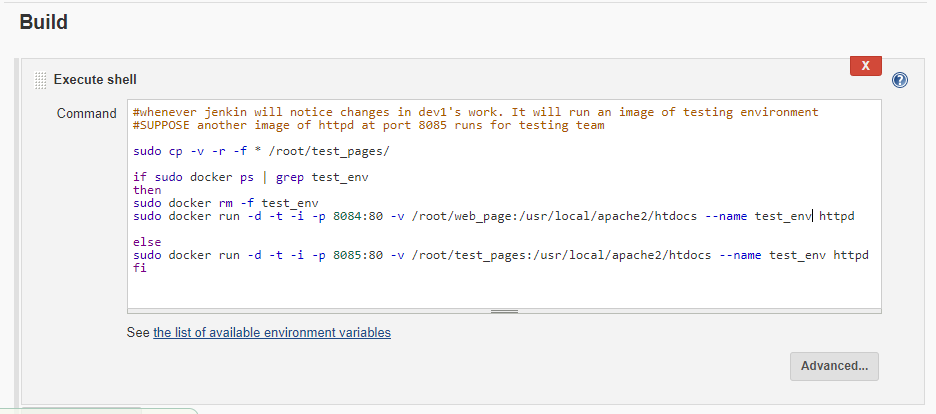 Build
X
?
Execute shell
Command
#whenever jenkin will notice changes in dev1's work. It will run an image of testing environment
#SUPPOSE another image of httpd at port 8085 runs for testing team
sudo cp -v -r -f * /root/test_pages/
if sudo docker ps | grep test_env
then
sudo docker rm -f test_env
sudo docker run -d -t -i -p 8084:80 -v /root/web_page:/usr/local/apache2/htdocs --name test_env httpd
else
sudo docker run -d -t -i -p 8085:80 -v /root/test_pages:/usr/local/apache2/htdocs --name test_env httpd
fi
See the list of available environment variables
Advanced...